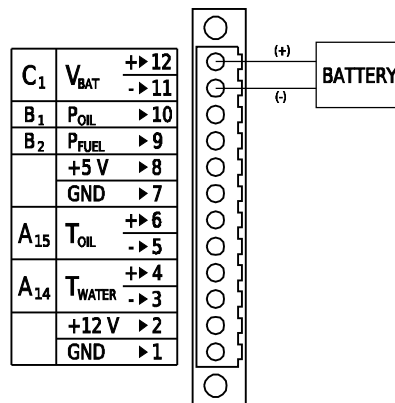 C1 VBAT +▶12
-▶11
B1 POIL ▶10
B2 PFUEL ▶9
+5 V ▶8
GND ▶7
A15 TOIL +▶6
-▶5
A14 TWATER +▶4
-▶3
+12 V ▶2
GND ▶1
(+)
(-)
BATTERY